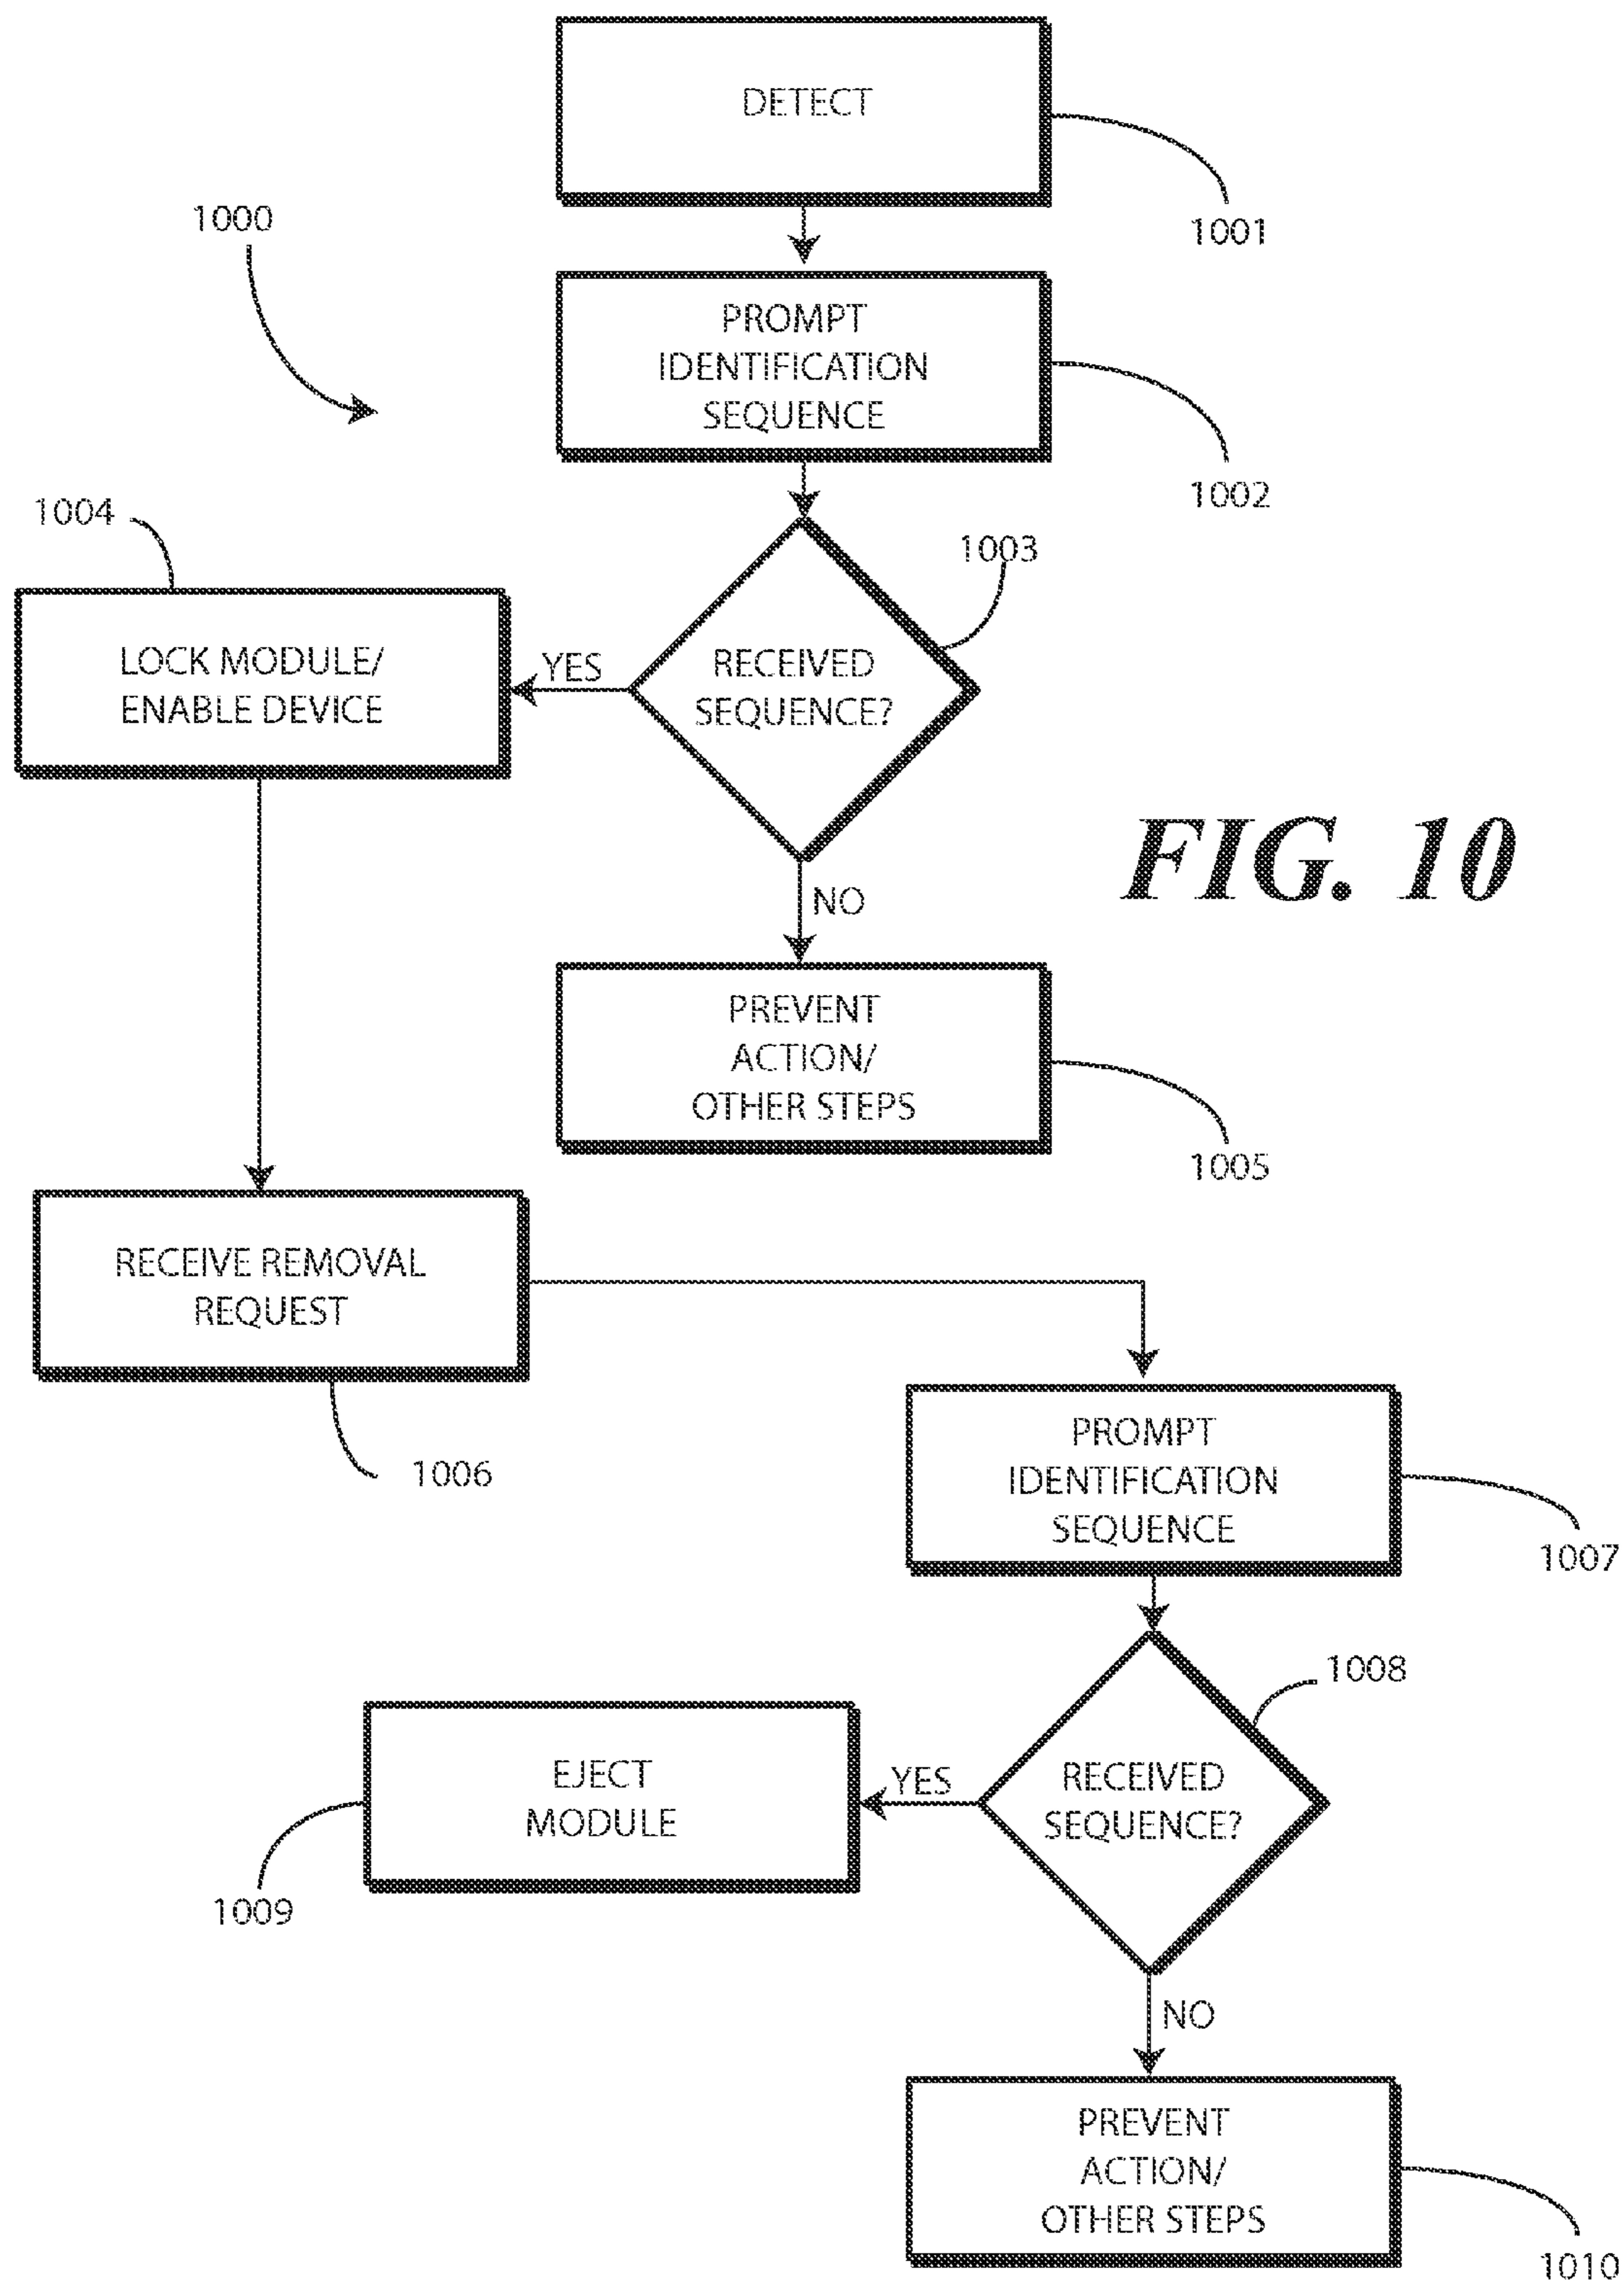 DETECT
1001
1000
PROMPT
IDENTIFICATION
SEQUENCE
1002
1004
1003
LOCK MODULE/
ENABLE DEVICE
YES
RECEIVED
SEQUENCE?
FIG. 10
NO
PREVENT
ACTION/
OTHER STEPS
1005
RECEIVE REMOVAL
REQUEST
1006
PROMPT
IDENTIFICATION
SEQUENCE
1007
1008
EJECT
MODULE
YES
RECEIVED
SEQUENCE?
1009
NO
PREVENT
ACTION/
OTHER STEPS
1010